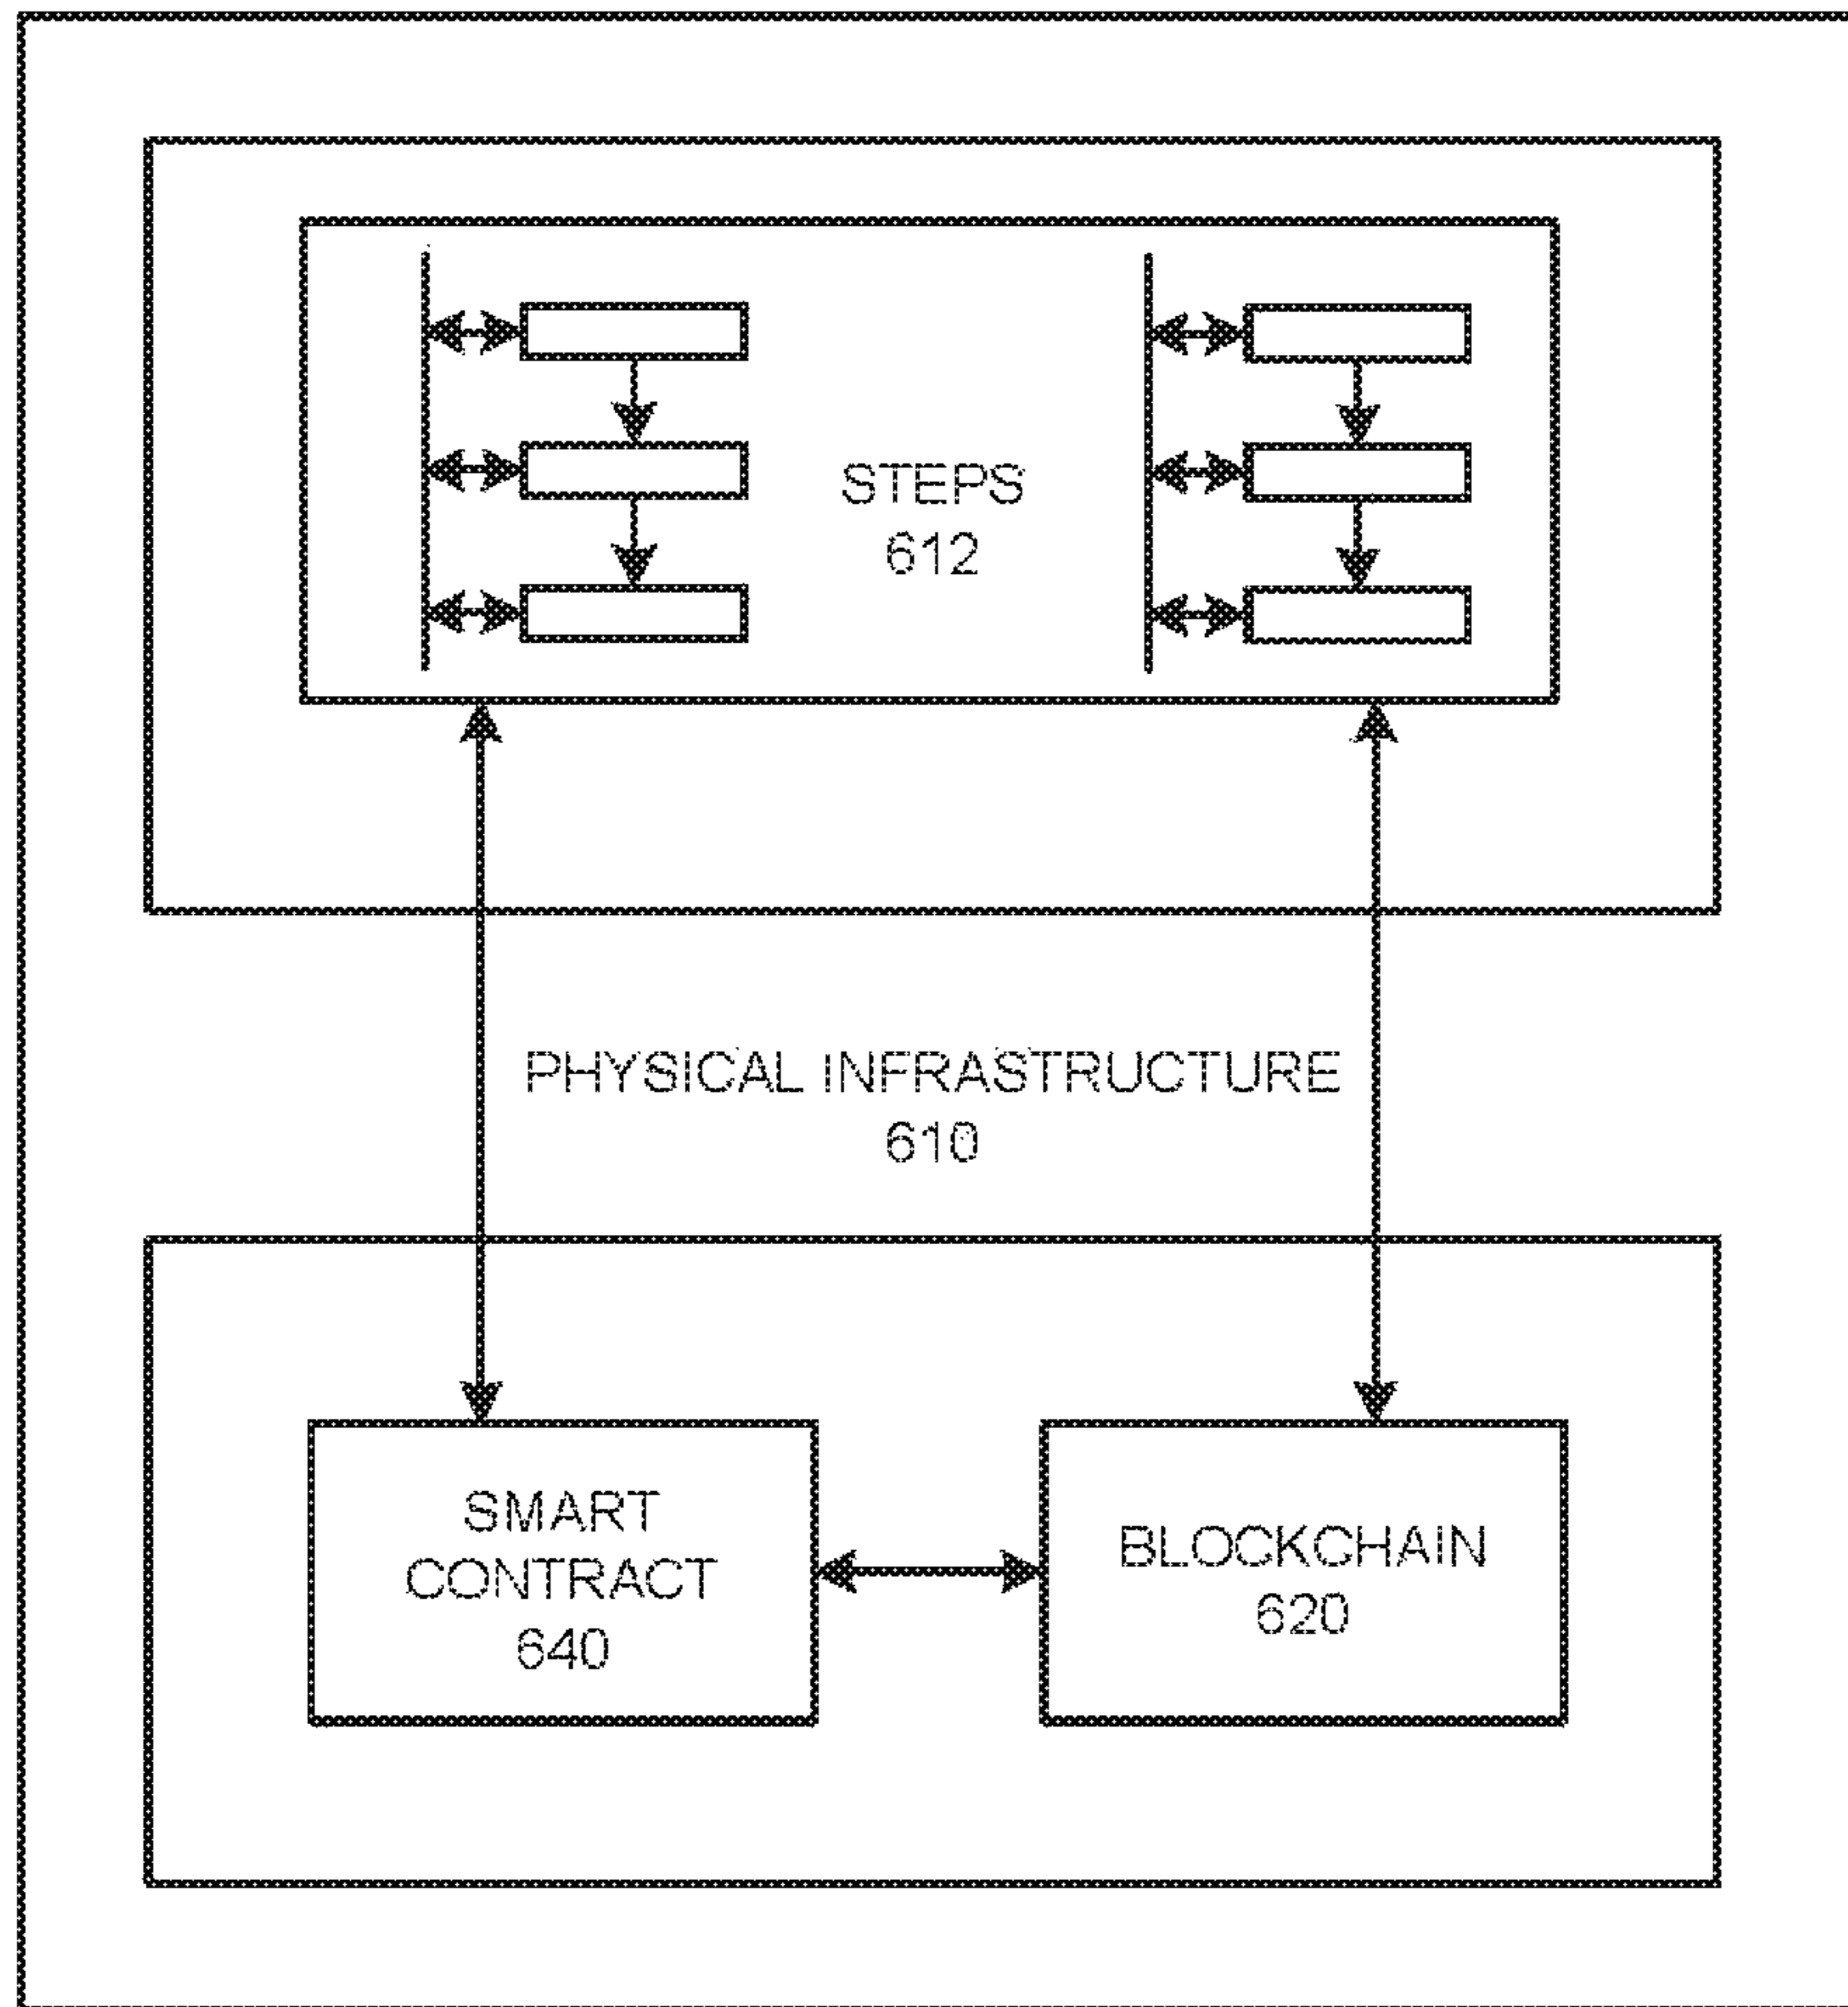 STEPS
612
PHYSICAL INFRASTRUCTURE
610
SMART
CONTRACT
640
BLOCKCHAIN
620